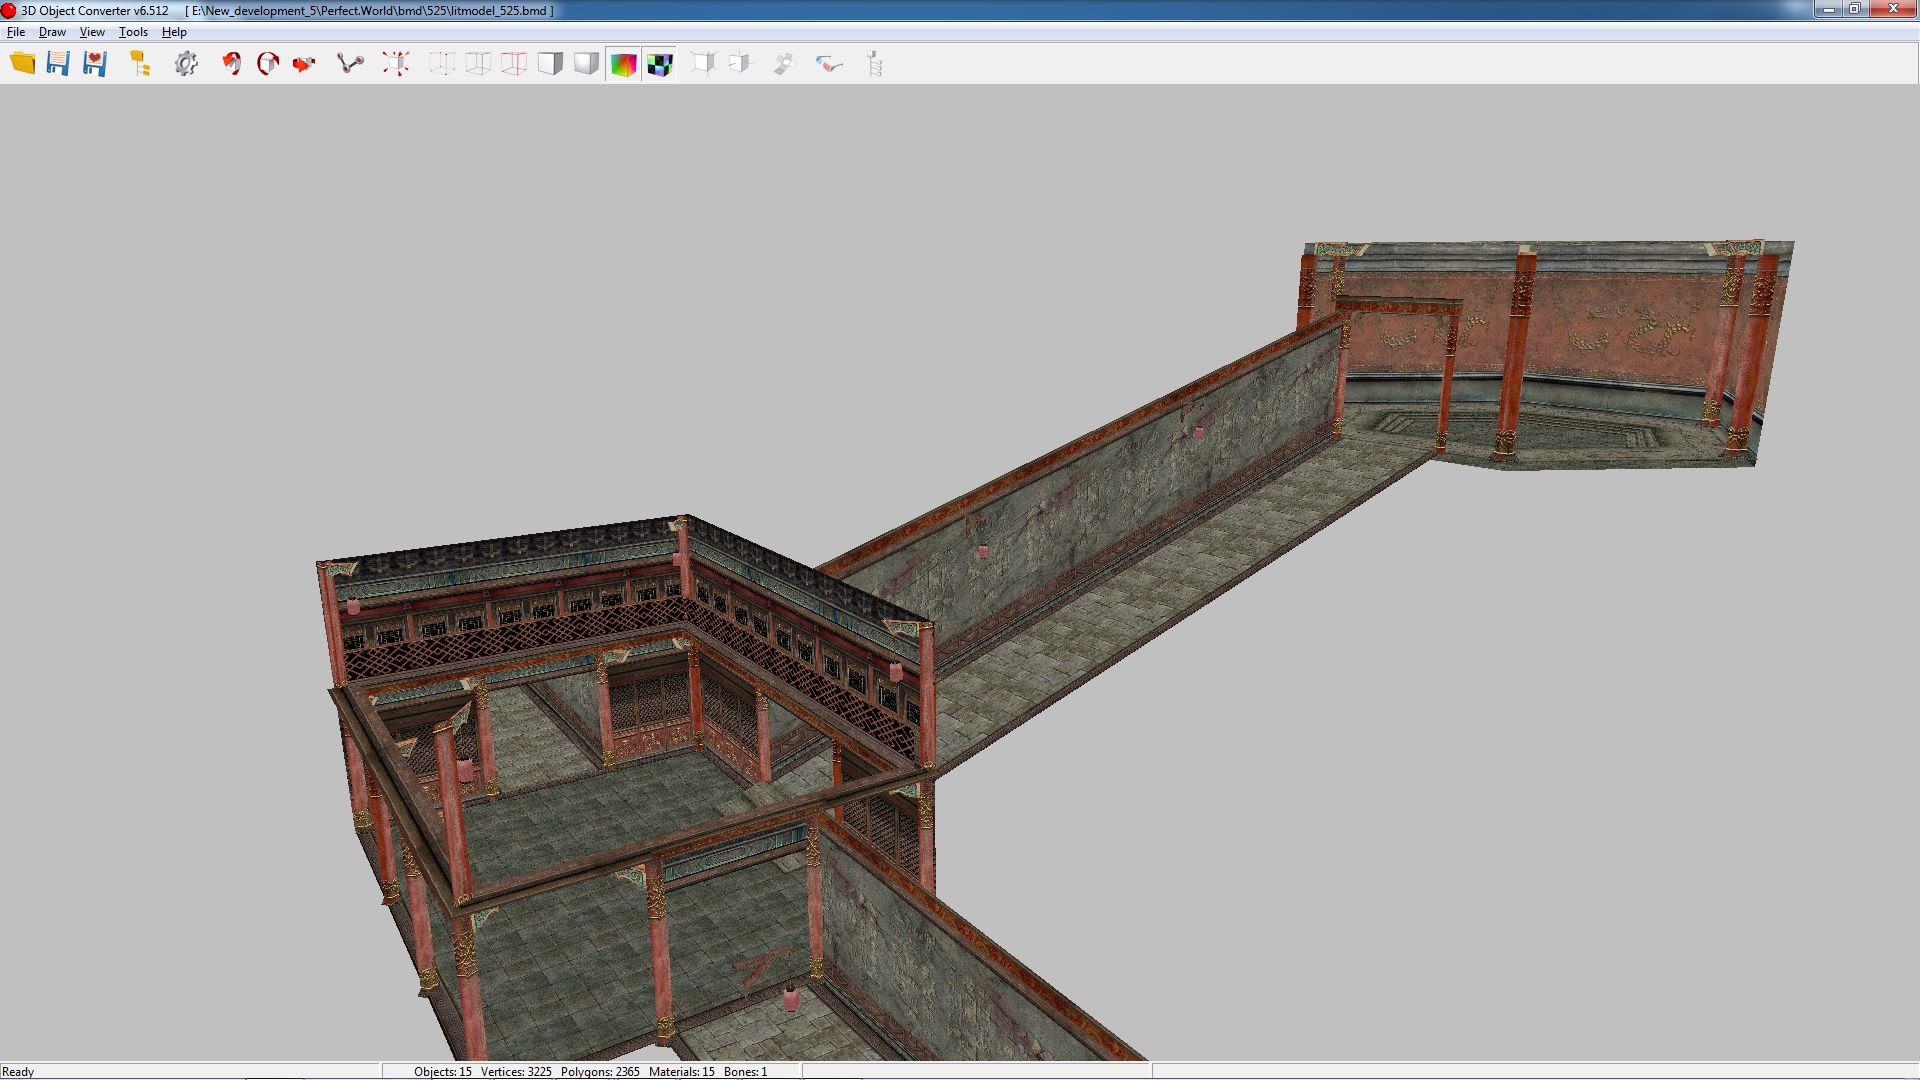 3D Object Converter v6.512 [ E:\New_development_5\Perfect.World\bmd\525\litmodel_525.bmd ]
File Draw View Tools Help
Ready Objects: 15 Vertices: 3225 Polygons: 2365 Materials: 15 Bones: 1